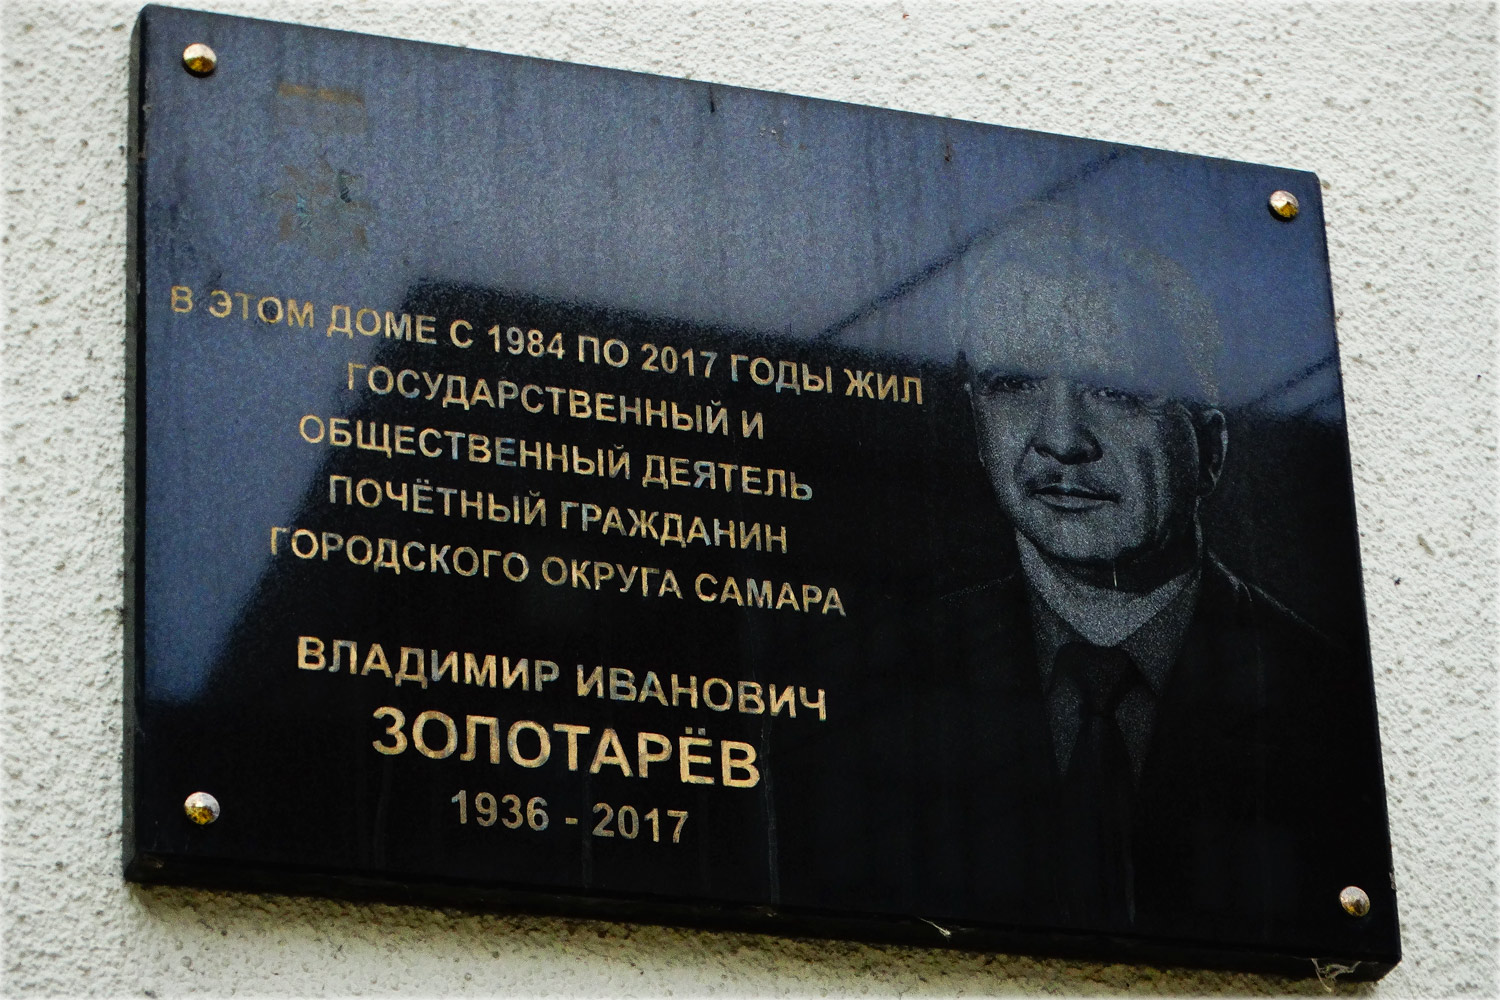 В ЭТОМ ДОМЕ С 1984 ПО 2017 ГОДЫ ЖИЛ
ГОСУДАРСТВЕННЫЙ И
ОБЩЕСТВЕННЫЙ ДЕЯТЕЛЬ
ПОЧЁТНЫЙ ГРАЖДАНИН
ГОРОДСКОГО ОКРУГА САМАРА
ВЛАДИМИР ИВАНОВИЧ
ЗОЛОТАРЁВ
1936 - 2017